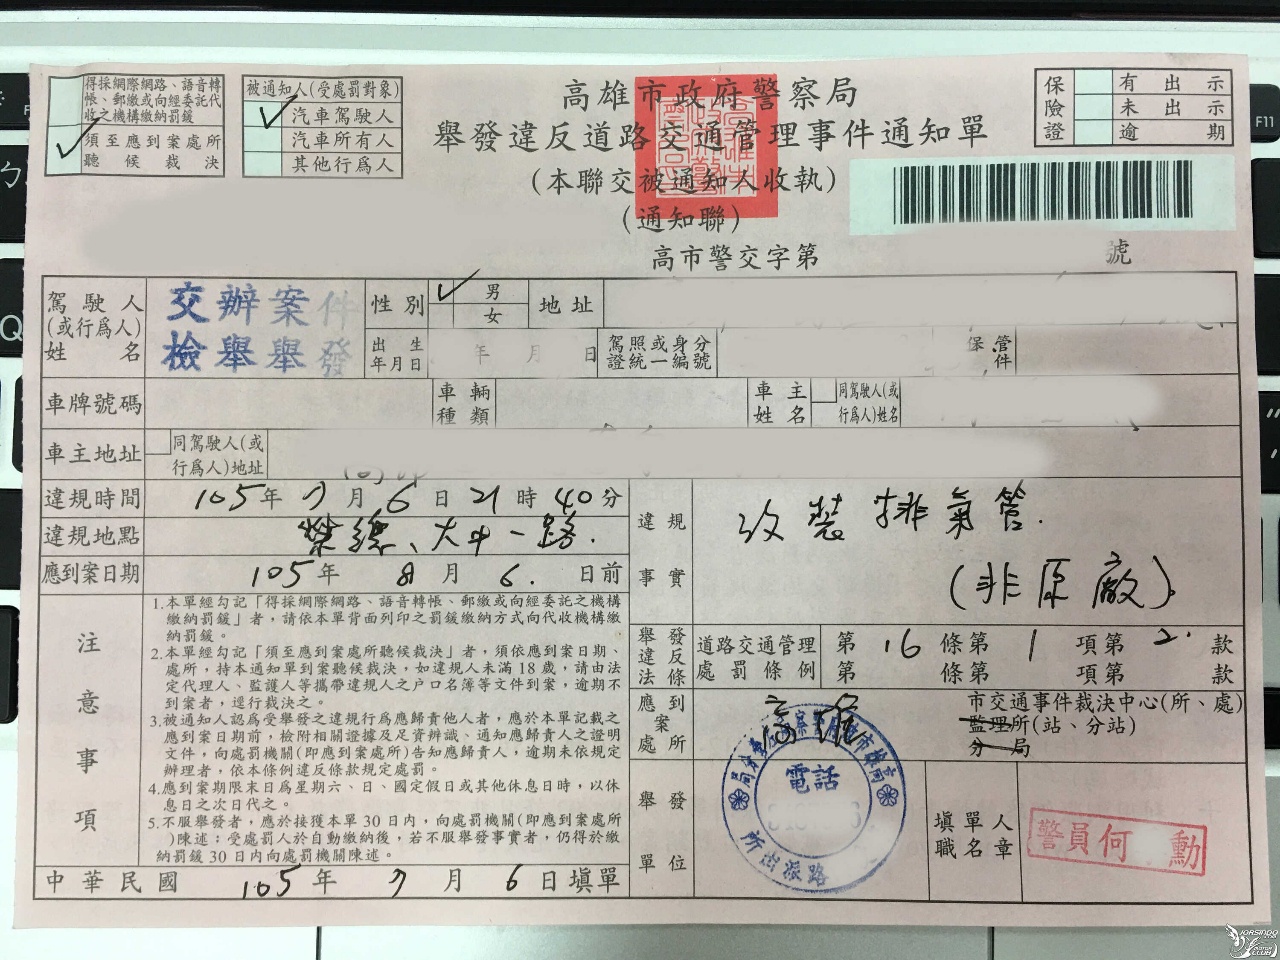 得採網際網路、語音轉
帳、郵繳或向經委託代
收之機構繳納罰鍰
須至應到案處所
聽候裁決
被通知人(受處罰對象)
汽車駕駛人
汽車所有人
其他行為人
高雄市政府警察局
舉發違反道路交通管理事件通知單
(本聯交被通知人收執)
(通知聯)
高市警交字第 號
保險證
有出示
未出示
逾期
F11
駕駛人
(或行為人)
姓名
交辦案件
檢舉舉發
性別
男
女
地址
出生
年月日
年 月 日
駕照或身分
證統一編號
保管
件
車牌號碼
車輛
種類
車主
姓名
同駕駛人(或
行為人)姓名
車主地址
同駕駛人(或
行為人)地址
違規時間
105年 7月 6日 21時 40分
違規地點
大中一路.
應到案日期
105年 8月 6. 日前
違規
事實
改裝排氣管.
(非原廠).
注意事項
1.本單經勾記「得採網際網路、語音轉帳、郵繳或向經委託之機構
繳納罰鍰」者，請依本單背面列印之罰鍰繳納方式向代收機構繳
納罰鍰。
2.本單經勾記「須至應到案處所聽候裁決」者，須依應到案日期、
處所，持本通知單到案聽候裁決，如違規人未滿18歲，請由法
定代理人、監護人等攜帶違規人之戶口名簿等文件到案，逾期不
到案者，逕行裁決之。
3.被通知人認為受舉發之違規行為應歸責他人者，應於本單記載之
應到案日期前，檢附相關證據及足資辨識、通知應歸責人之證明
文件，向處罰機關(即應到案處所)告知應歸責人，逾期未依規定
辦理者，依本條例違反條款規定處罰。
4.應到案期限末日為星期六、日、國定假日或其他休息日時，以休
息日之次日代之。
5.不服舉發者，應於接獲本單30日內，向處罰機關(即應到案處所
)陳述；受處罰人於自動繳納後，若不服舉發事實者，仍得於繳
納罰鍰30日內向處罰機關陳述。
舉發
違反
法條
道路交通管理
處罰條例
第 16 條第 1 項第 2. 款
第 條第 項第 款
應到
案
處所
高雄
市交通事件裁決中心(所、處)
監理所(站、分站)
分局
舉發
單位
電話
路派出所
填單人
職名章
警員何 勳
中華民國 105年 7月 6日填單
JORSINDO
MOTOR
CLUB